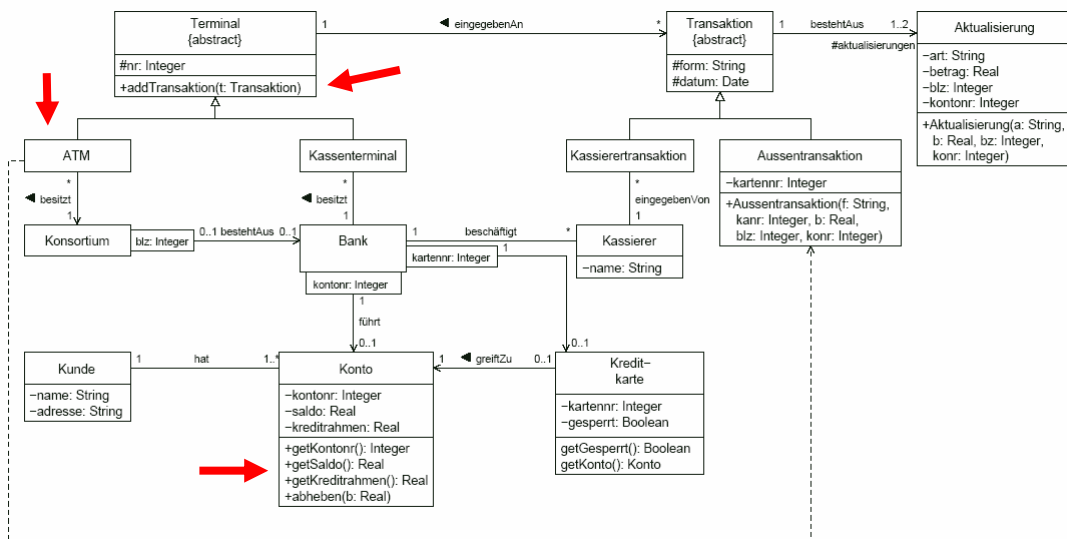 Terminal
{abstract}
#nr: Integer
+addTransaktion(t: Transaktion)
1
◄ eingegebenAn
*
Transaktion
{abstract}
#form: String
#datum: Date
1
bestehtAus
1..2
#aktualisierungen
Aktualisierung
−art: String
−betrag: Real
−blz: Integer
−kontonr: Integer
+Aktualisierung(a: String,
b: Real, bz: Integer,
konr: Integer)
ATM
Kassenterminal
Kassierertransaktion
Aussentransaktion
−kartennr: Integer
+Aussentransaktion(f: String,
kanr: Integer, b: Real,
blz: Integer, konr: Integer)
*
◄ besitzt
1
*
◄ besitzt
1
*
eingegebenVon
1
Konsortium
blz: Integer
0..1 bestehtAus 0..1
Bank
kartennr: Integer
kontonr: Integer
1
beschäftigt
*
1
Kassierer
−name: String
1
führt
0..1
0..1
Kunde
−name: String
−adresse: String
1
hat
1..*
Konto
−kontonr: Integer
−saldo: Real
−kreditrahmen: Real
+getKontonr(): Integer
+getSaldo(): Real
+getKreditrahmen(): Real
+abheben(b: Real)
1
◄ greiftZu
0..1
Kredit−
karte
−kartennr: Integer
−gesperrt: Boolean
getGesperrt(): Boolean
getKonto(): Konto